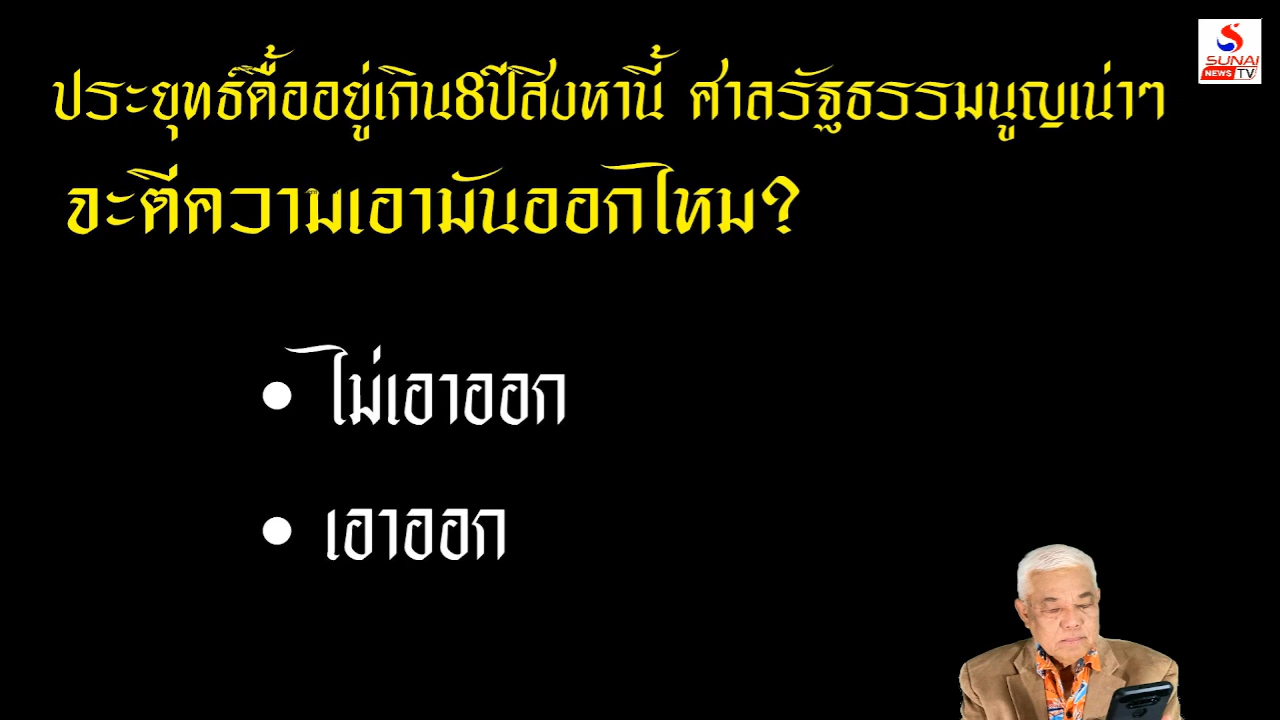 ประยุทธ์ดื้ออยู่เกิน8ปีสิงหานี้ ศาลรัฐธรรมนูญเน่าๆ
จะตีความเอามันออกไหม?
• ไม่เอาออก
• เอาออก
SUNAI
NEWS TV